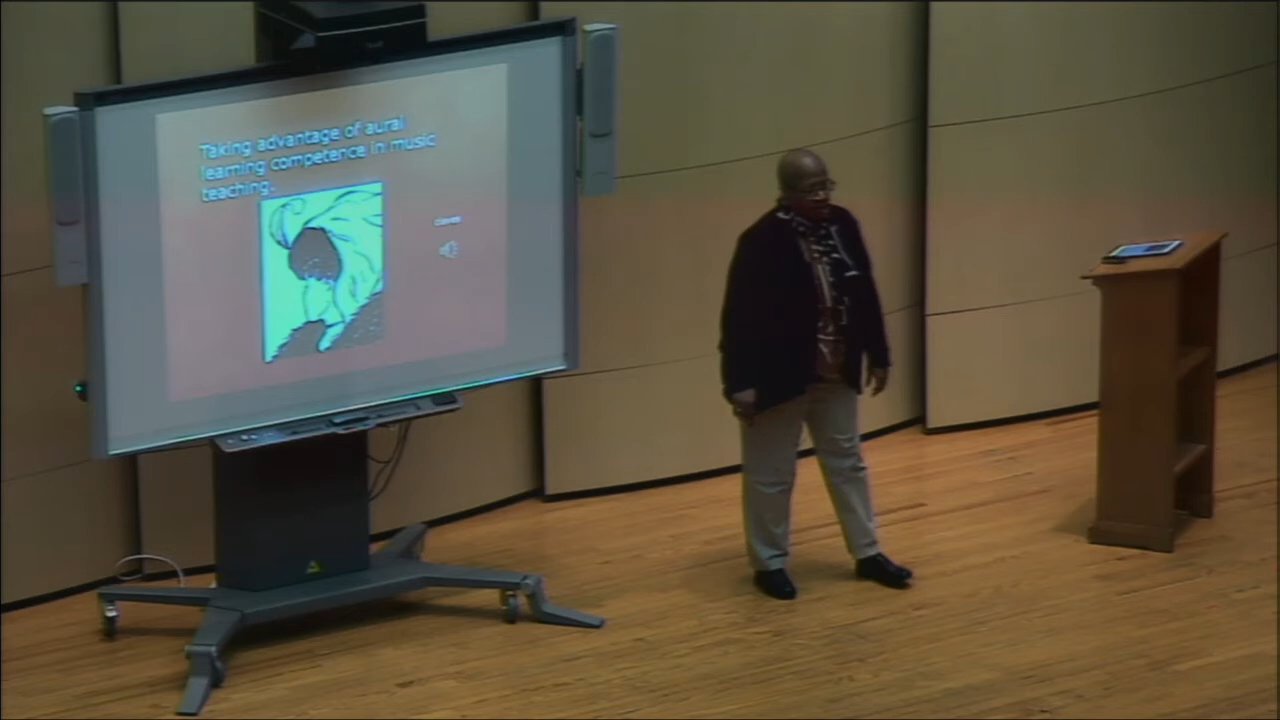 Taking advantage of aural
learning competence in music
teaching.